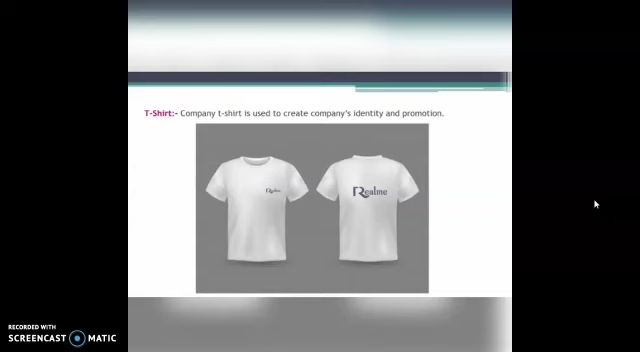 T-Shirt:- Company t-shirt is used to create company's identity and promotion.
Realme
Realme
RECORDED WITH
SCREENCAST MATIC